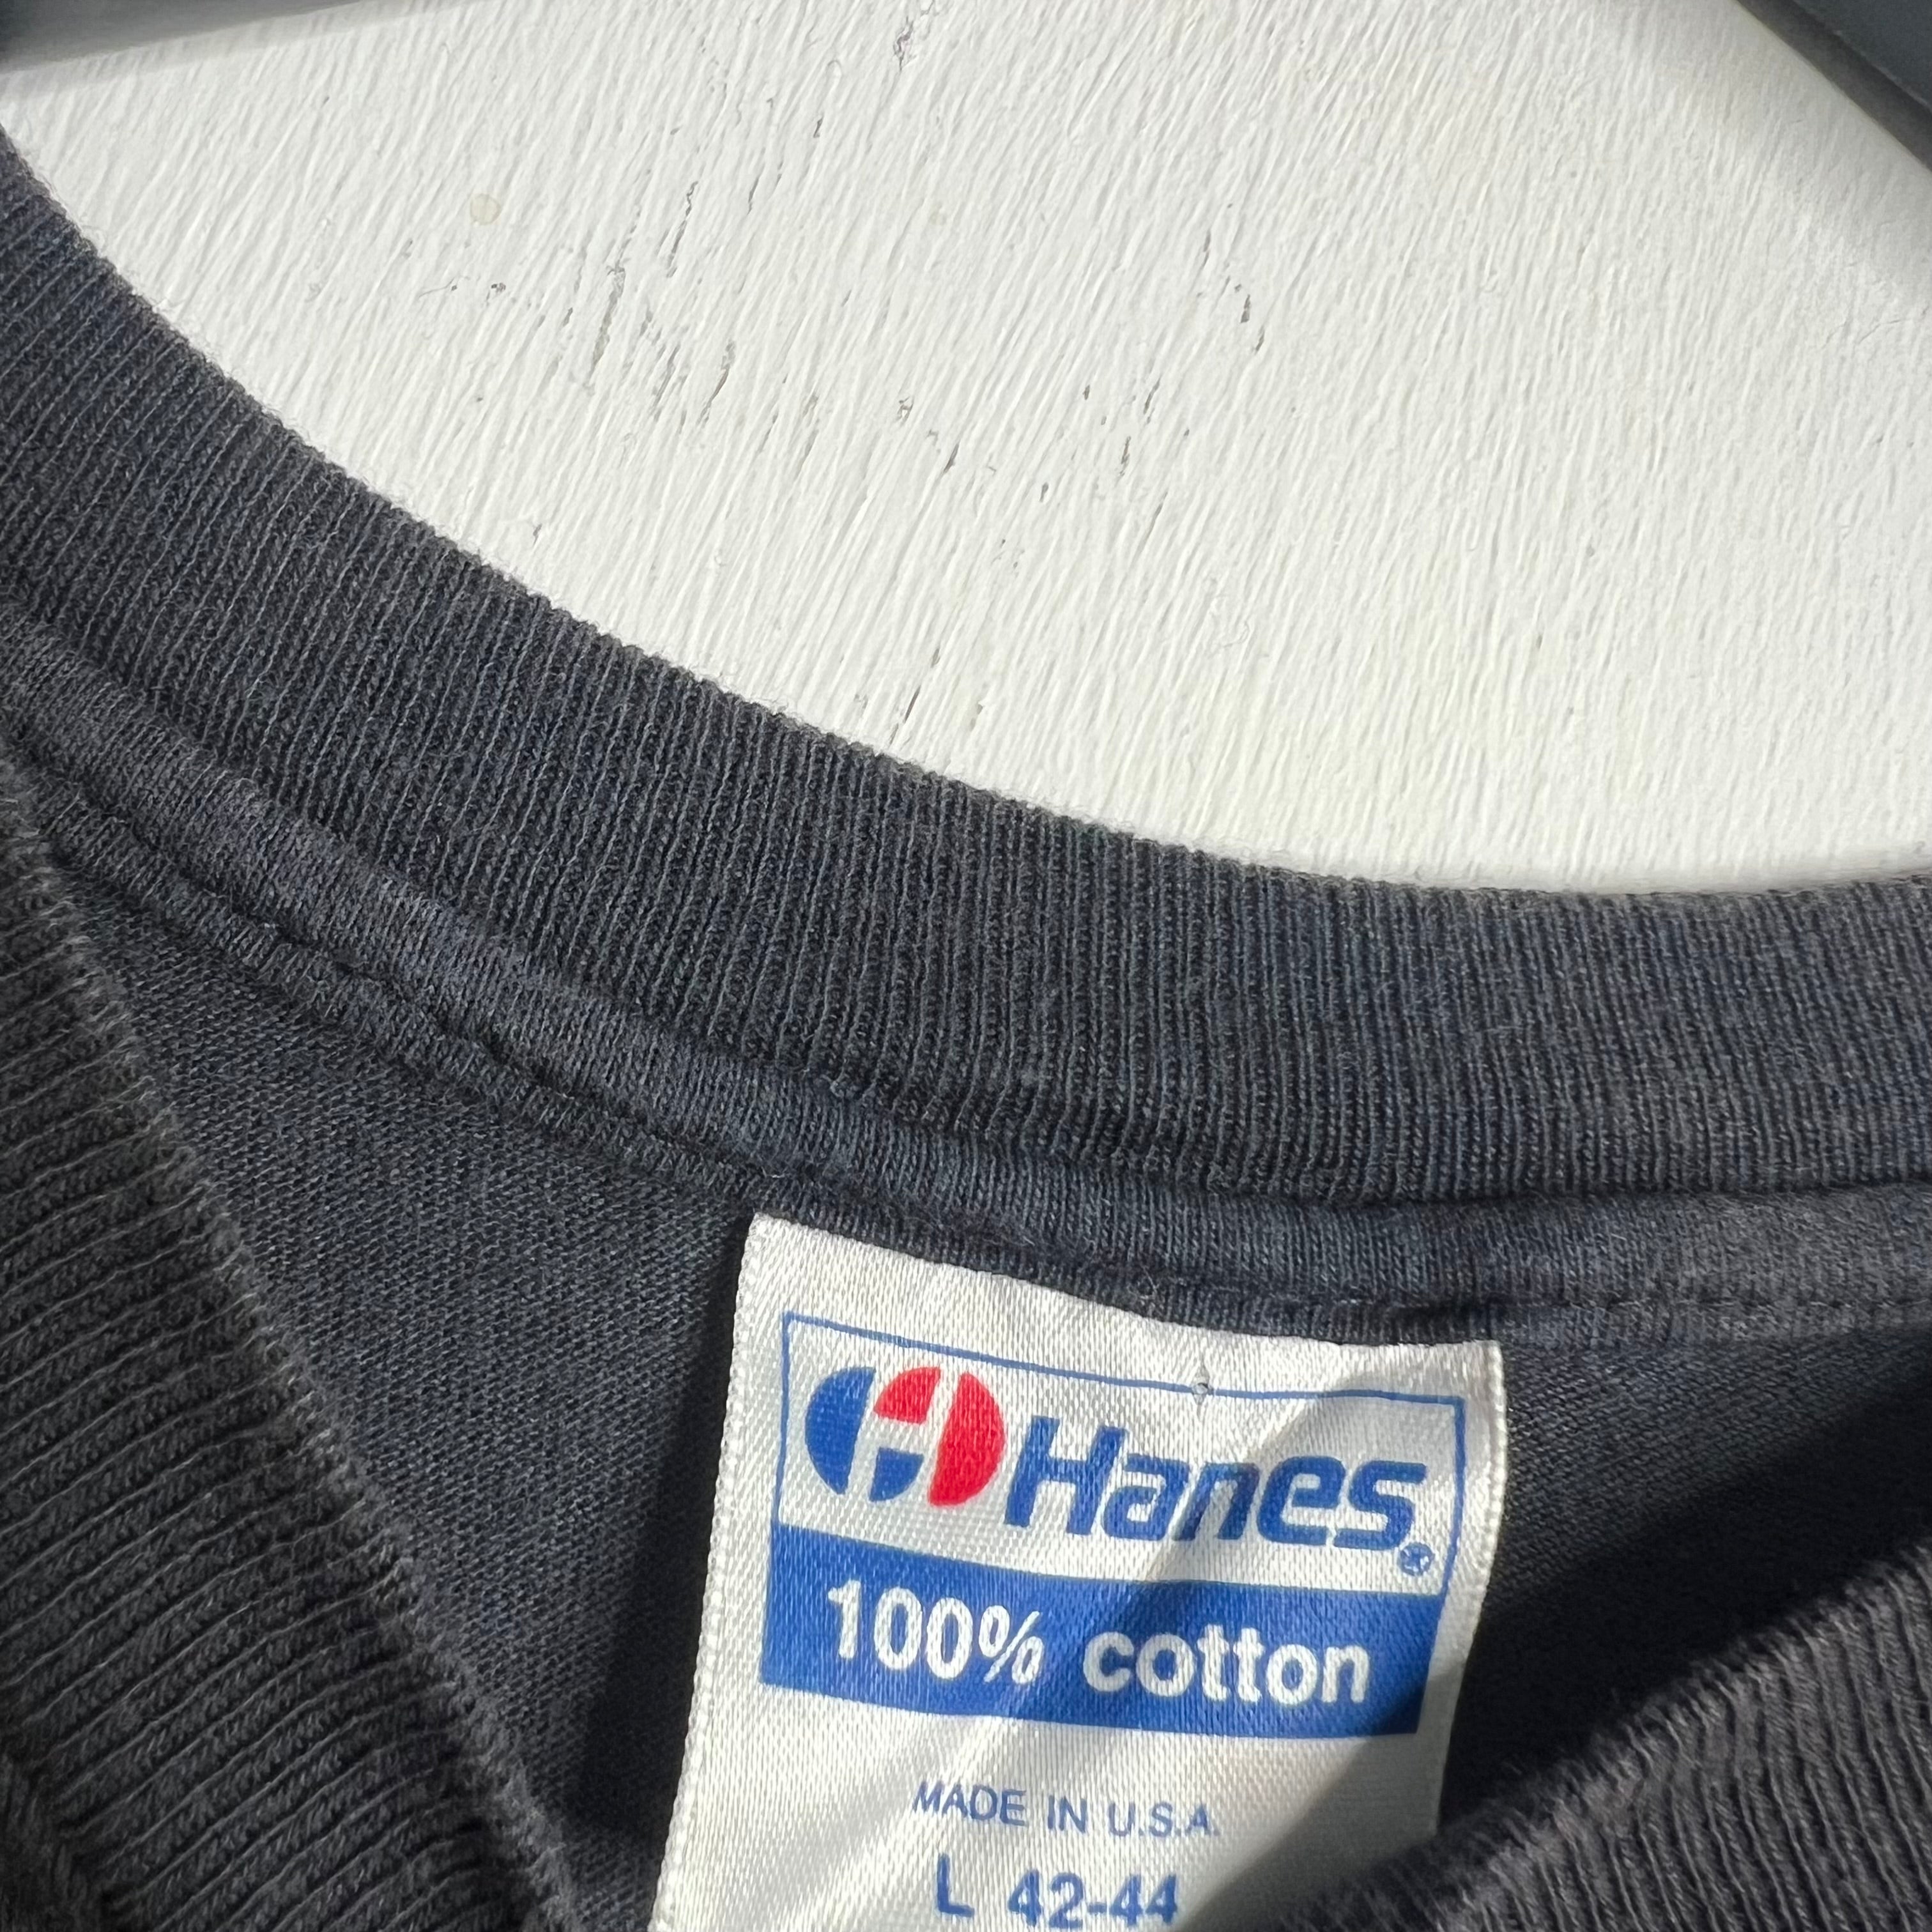 Hanes®
100% cotton
MADE IN U.S.A.
L 42-44